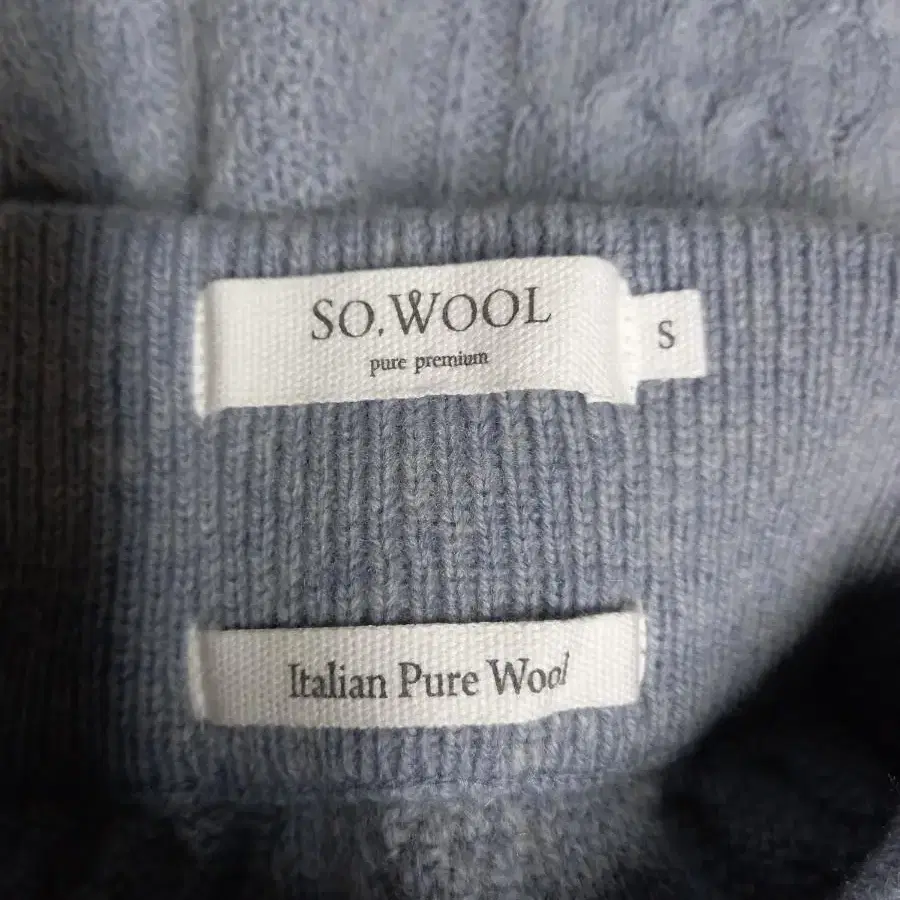 SO.WOOL
pure premium
S
Italian Pure Wool